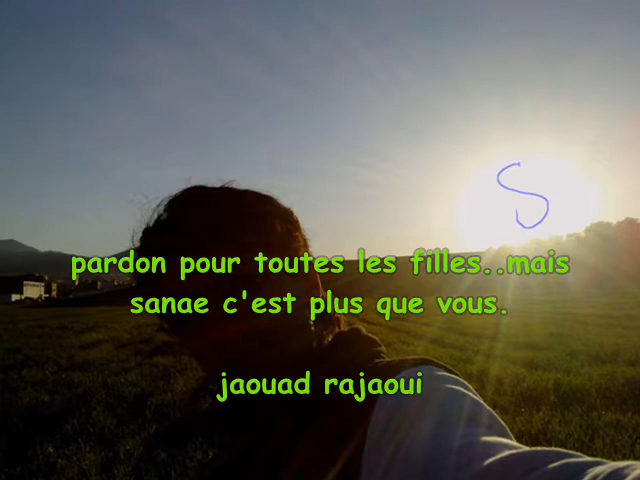 S
pardon pour toutes les filles..mais
sanae c'est plus que vous.
jaouad rajaoui